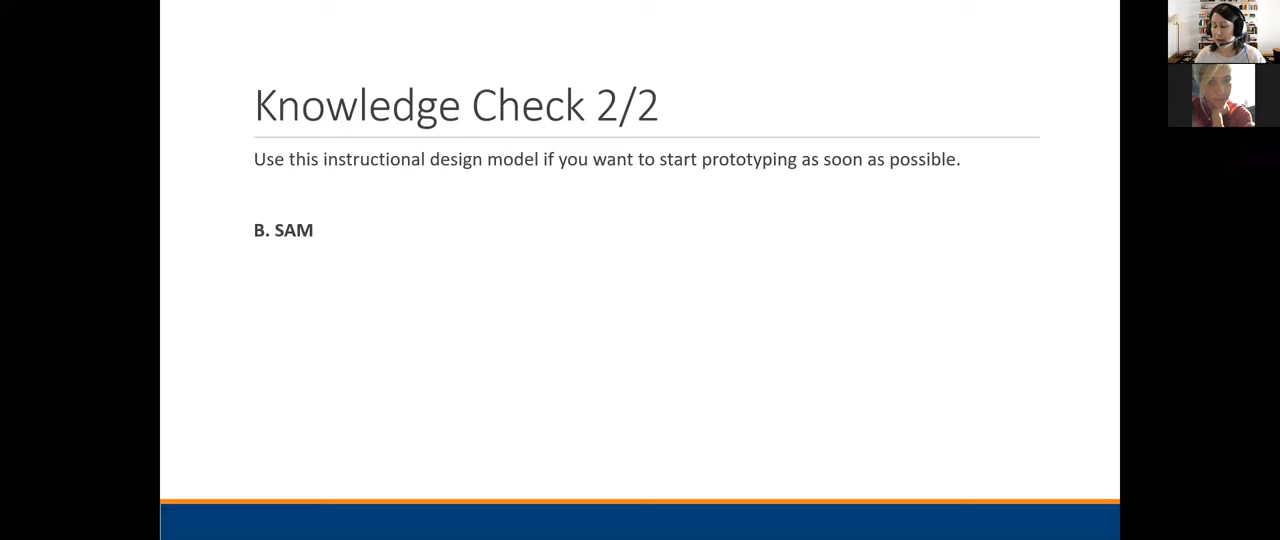 Knowledge Check 2/2
Use this instructional design model if you want to start prototyping as soon as possible.
B. SAM